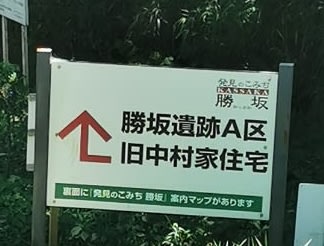 発見のこみち
KASSAKA
勝坂
勝坂遺跡A区
旧中村家住宅
裏面に『発見のこみち 勝坂』案内マップがあります